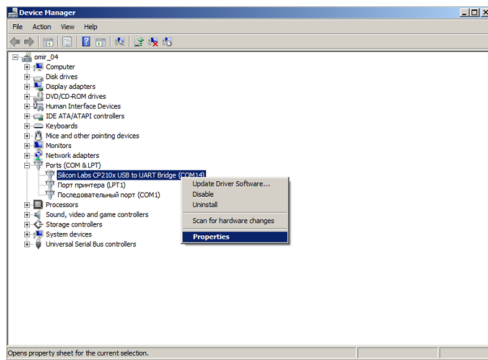 Device Manager
File Action View Help
omir_04
Computer
Disk drives
Display adapters
DVD/CD-ROM drives
Human Interface Devices
IDE ATA/ATAPI controllers
Keyboards
Mice and other pointing devices
Monitors
Network adapters
Ports (COM & LPT)
Silicon Labs CP210x USB to UART Bridge (COM14)
Порт принтера (LPT1)
Последовательный порт (COM1)
Processors
Sound, video and game controllers
Storage controllers
System devices
Universal Serial Bus controllers
Update Driver Software...
Disable
Uninstall
Scan for hardware changes
Properties
Opens property sheet for the current selection.